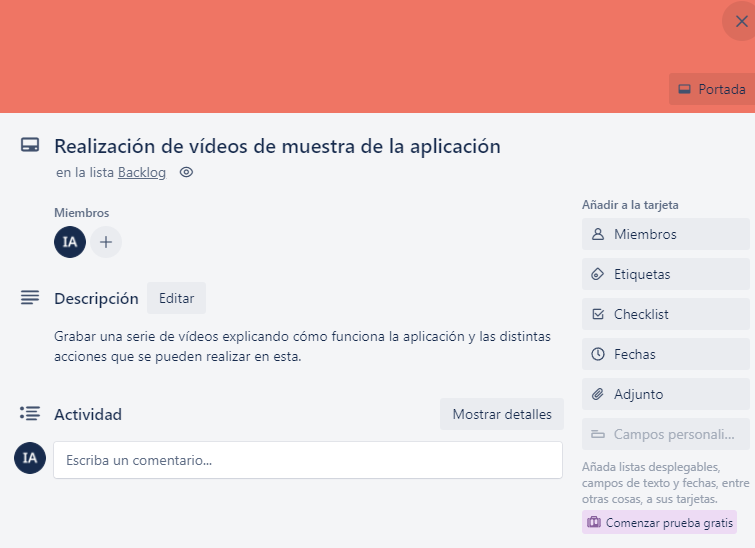 Portada
Realización de vídeos de muestra de la aplicación
en la lista Backlog
Miembros
IA
Descripción
Editar
Grabar una serie de vídeos explicando cómo funciona la aplicación y las distintas
acciones que se pueden realizar en esta.
Actividad
Mostrar detalles
IA
Escriba un comentario...
Añadir a la tarjeta
Miembros
Etiquetas
Checklist
Fechas
Adjunto
Campos personali...
Añada listas desplegables,
campos de texto y fechas, entre
otras cosas, a sus tarjetas.
Comenzar prueba gratis